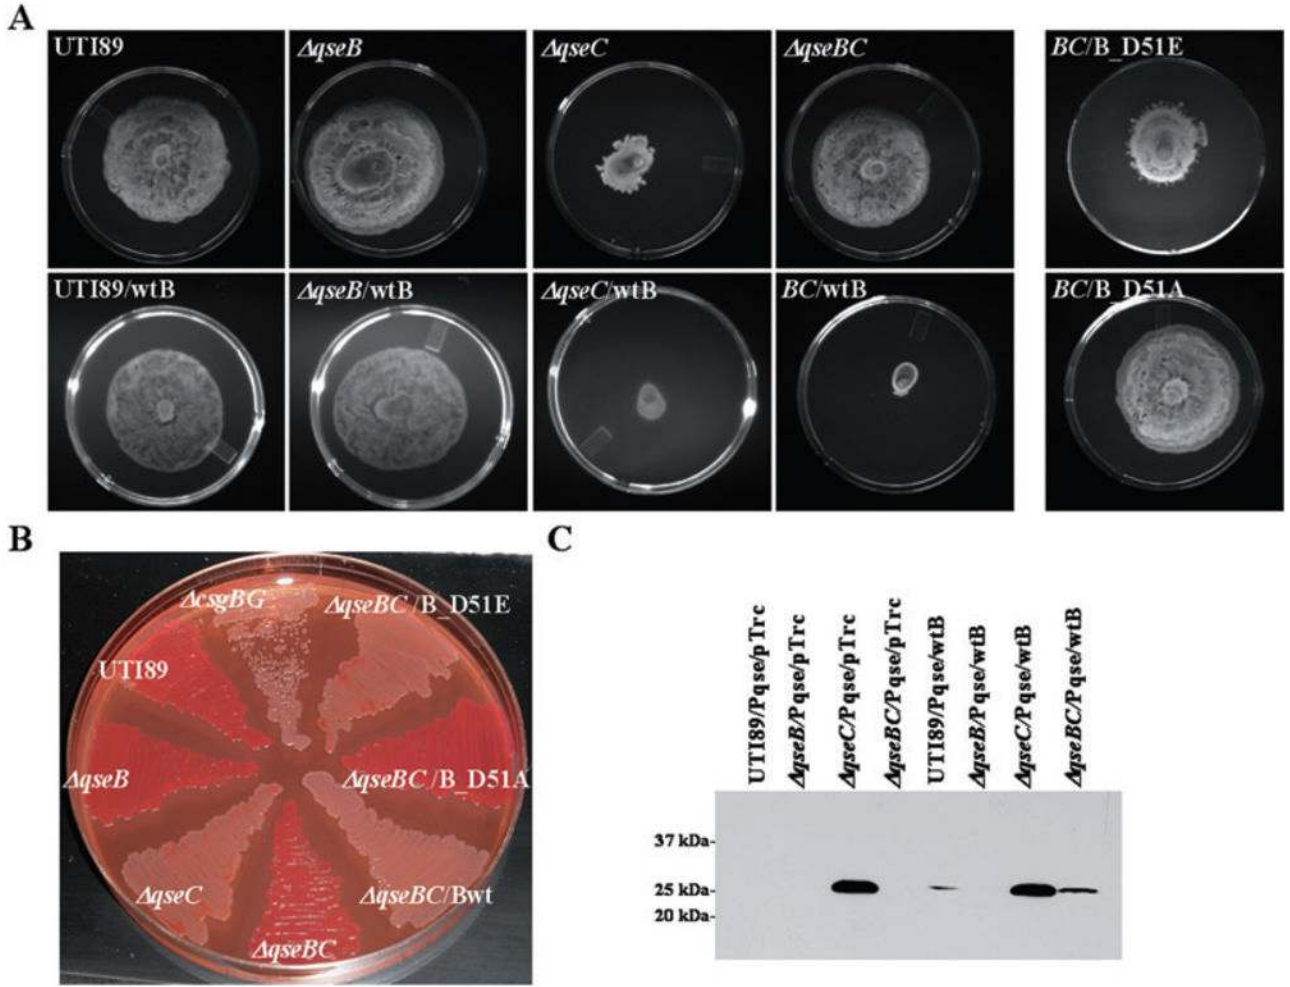 A
UTI89
ΔqseB
ΔqseC
ΔqseBC
BC/B_D51E
UTI89/wtB
ΔqseB/wtB
ΔqseC/wtB
BC/wtB
BC/B_D51A
B
ΔcsgBG
ΔqseBC/B_D51E
UTI89
ΔqseB
ΔqseBC/B_D51A
ΔqseC
ΔqseBC/Bwt
ΔqseBC
C
UTI89/Pqse/pTrc
ΔqseB/Pqse/pTrc
ΔqseC/Pqse/pTrc
ΔqseBC/Pqse/pTrc
UTI89/Pqse/wtB
ΔqseB/Pqse/wtB
ΔqseC/Pqse/wtB
ΔqseBC/Pqse/wtB
37 kDa-
25 kDa-
20 kDa-